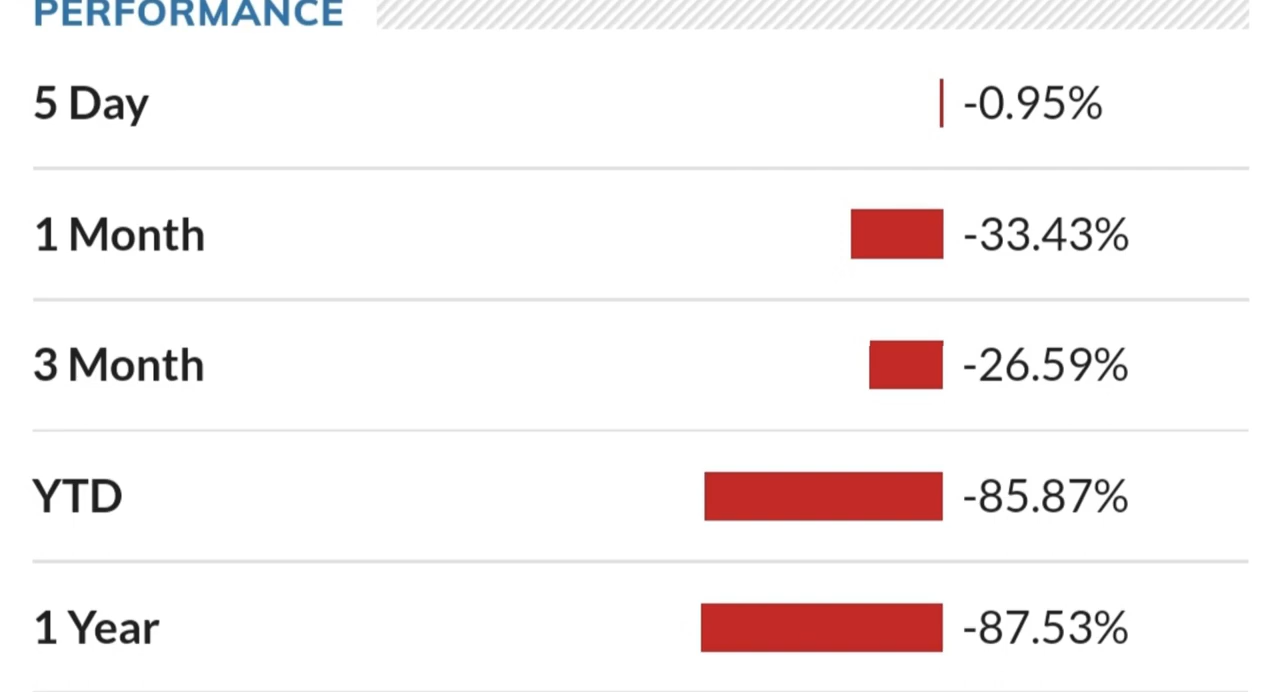 PERFORMANCE
5 Day -0.95%
1 Month -33.43%
3 Month -26.59%
YTD -85.87%
1 Year -87.53%